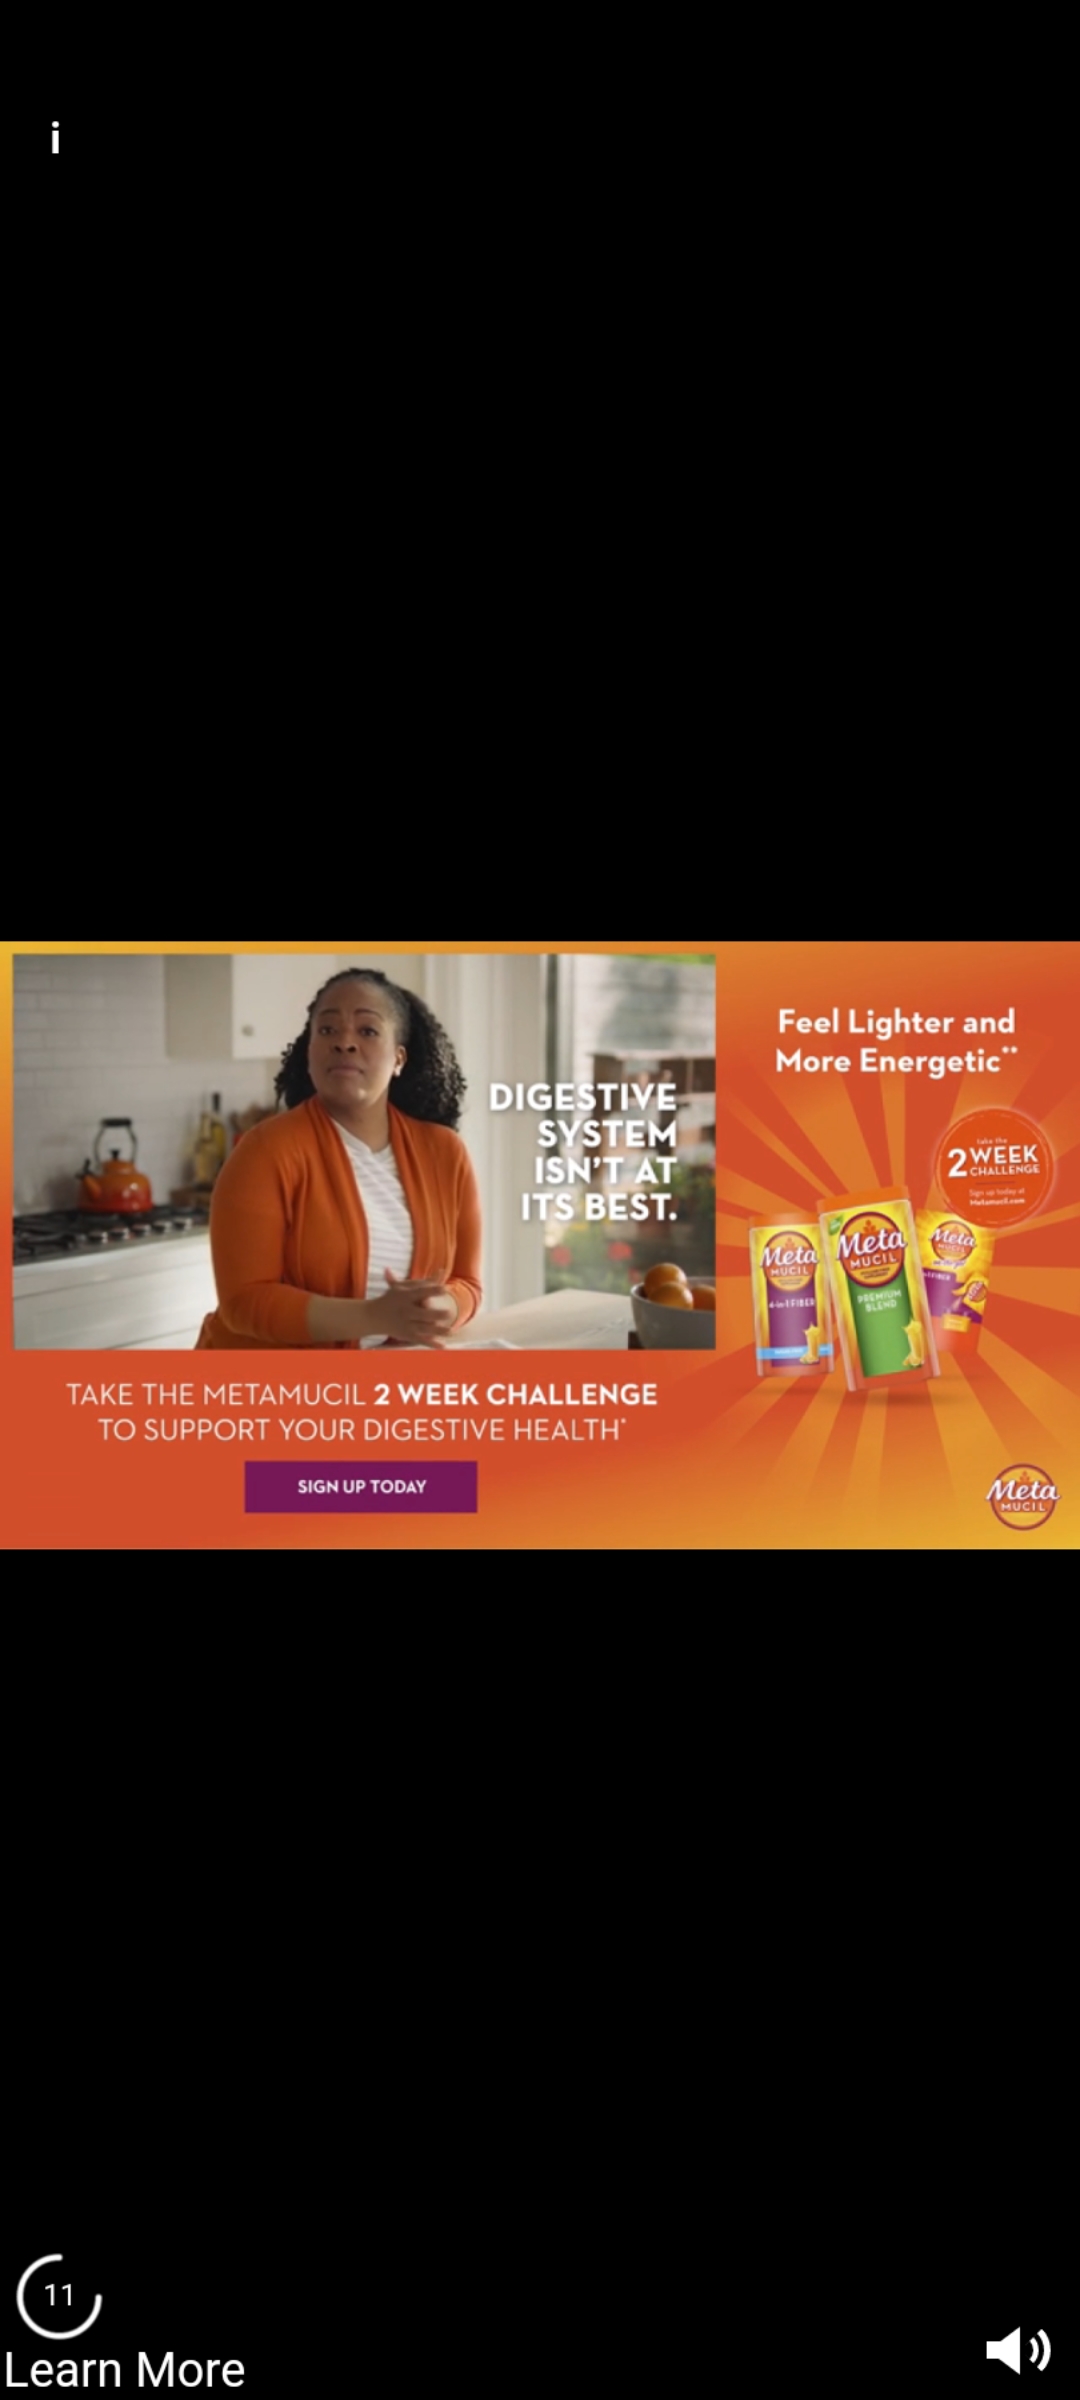 i
DIGESTIVE
SYSTEM
ISN'T AT
ITS BEST.
TAKE THE METAMUCIL 2 WEEK CHALLENGE
TO SUPPORT YOUR DIGESTIVE HEALTH*
SIGN UP TODAY
Feel Lighter and
More Energetic**
take the
2 WEEK
CHALLENGE
Sign up today at
Metamucil.com
Meta
MUCIL
4-in-1 FIBER
Meta
MUCIL
PREMIUM
BLEND
Meta
MUCIL
Meta
MUCIL
11
Learn More